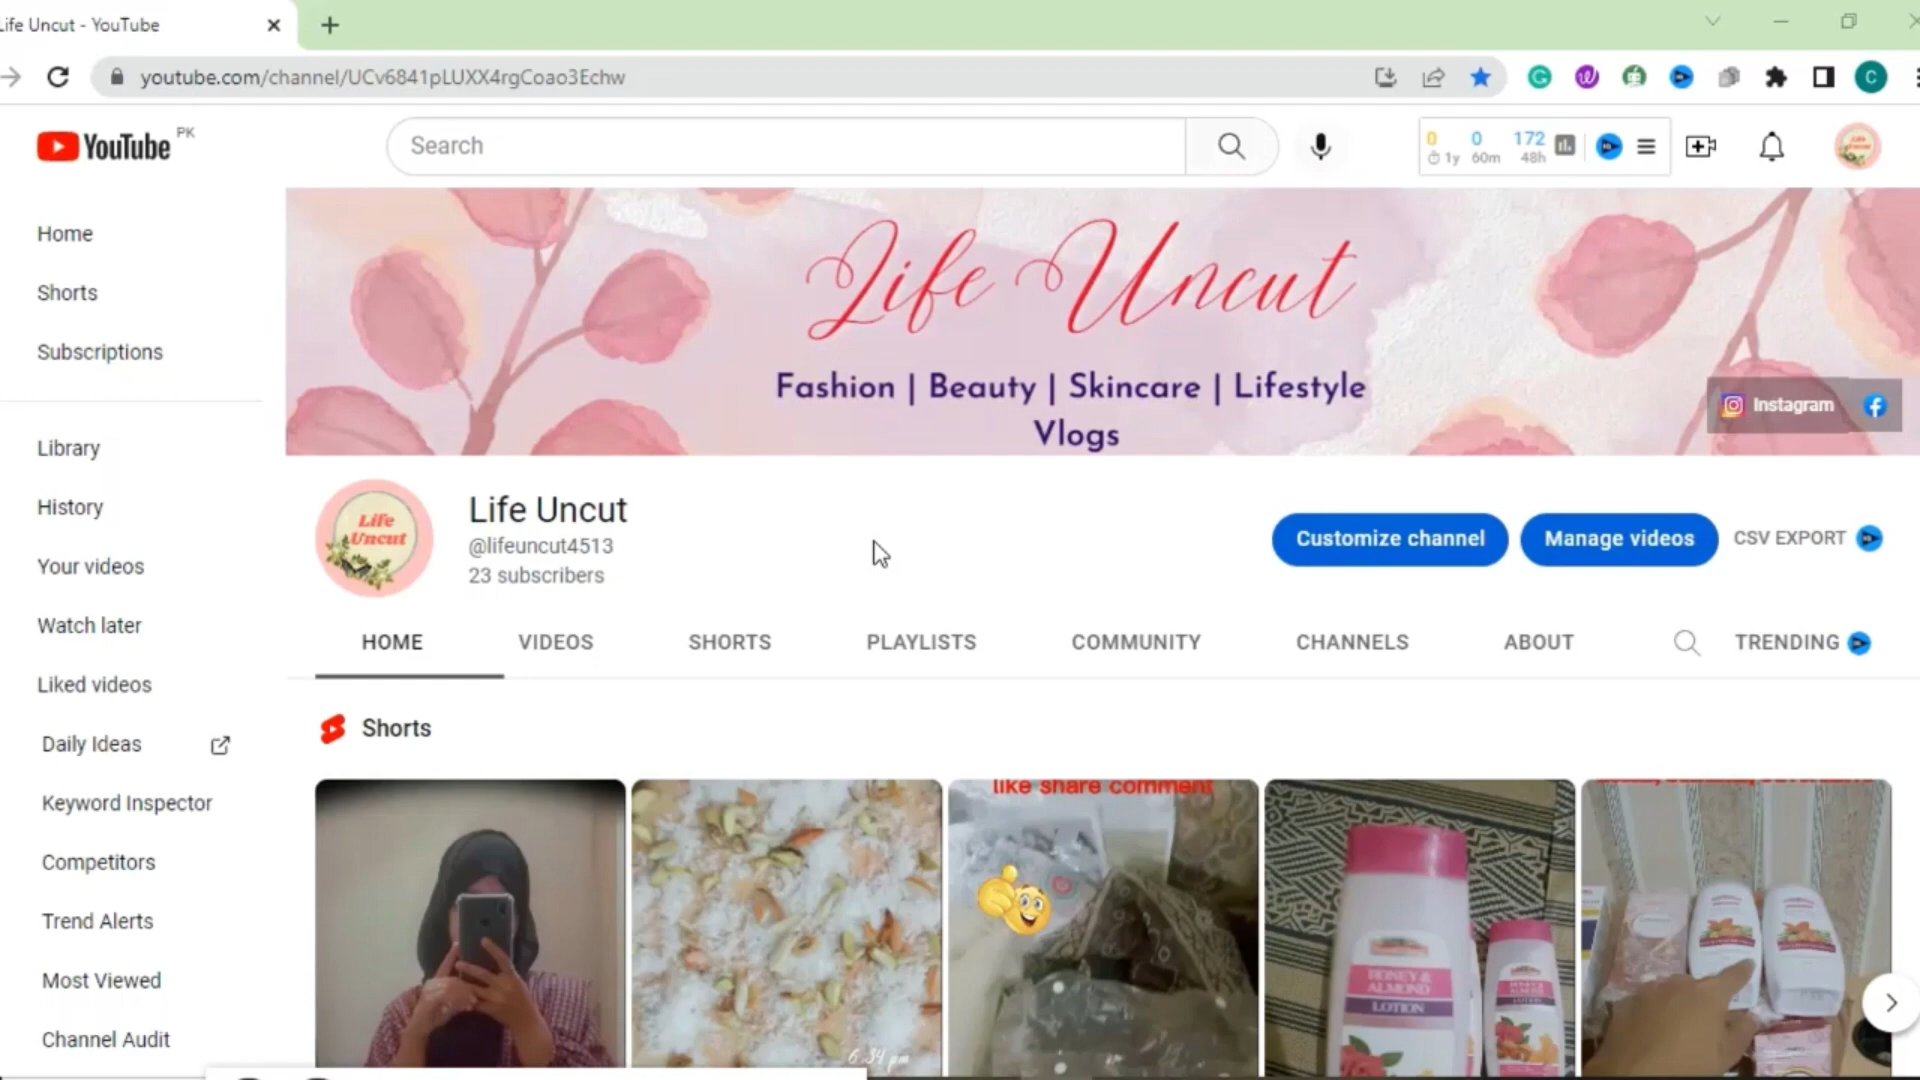 Life Uncut - YouTube
youtube.com/channel/UCv6841pLUXX4rgCoao3Echw
C
YouTube PK
Search
0 0 172
1y 60m 48h
Home
Shorts
Subscriptions
Library
History
Your videos
Watch later
Liked videos
Daily Ideas
Keyword Inspector
Competitors
Trend Alerts
Most Viewed
Channel Audit
Life Uncut
Fashion | Beauty | Skincare | Lifestyle
Vlogs
Instagram
Life
Uncut
Life Uncut
@lifeuncut4513
23 subscribers
Customize channel
Manage videos
CSV EXPORT
HOME
VIDEOS
SHORTS
PLAYLISTS
COMMUNITY
CHANNELS
ABOUT
TRENDING
Shorts
6:34 pm
like share comment
HONEY &
ALMOND
LOTION